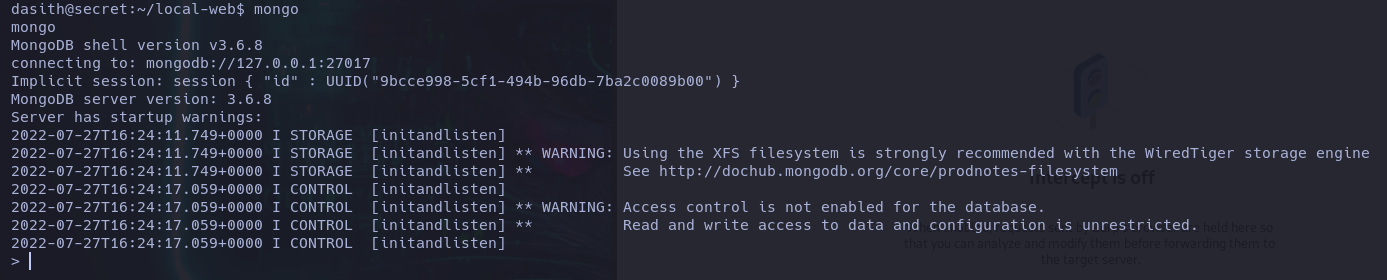 dasith@secret:~/local-web$ mongo
mongo
MongoDB shell version v3.6.8
connecting to: mongodb://127.0.0.1:27017
Implicit session: session { "id" : UUID("9bcce998-5cf1-494b-96db-7ba2c0089b00") }
MongoDB server version: 3.6.8
Server has startup warnings:
2022-07-27T16:24:11.749+0000 I STORAGE  [initandlisten]
2022-07-27T16:24:11.749+0000 I STORAGE  [initandlisten] ** WARNING: Using the XFS filesystem is strongly recommended with the WiredTiger storage engine
2022-07-27T16:24:11.749+0000 I STORAGE  [initandlisten] **          See http://dochub.mongodb.org/core/prodnotes-filesystem
2022-07-27T16:24:17.059+0000 I CONTROL  [initandlisten]
2022-07-27T16:24:17.059+0000 I CONTROL  [initandlisten] ** WARNING: Access control is not enabled for the database.
2022-07-27T16:24:17.059+0000 I CONTROL  [initandlisten] **          Read and write access to data and configuration is unrestricted.
2022-07-27T16:24:17.059+0000 I CONTROL  [initandlisten]
>
Intercept is off
held here so
that you can analyze and modify them before forwarding them to
the target server.